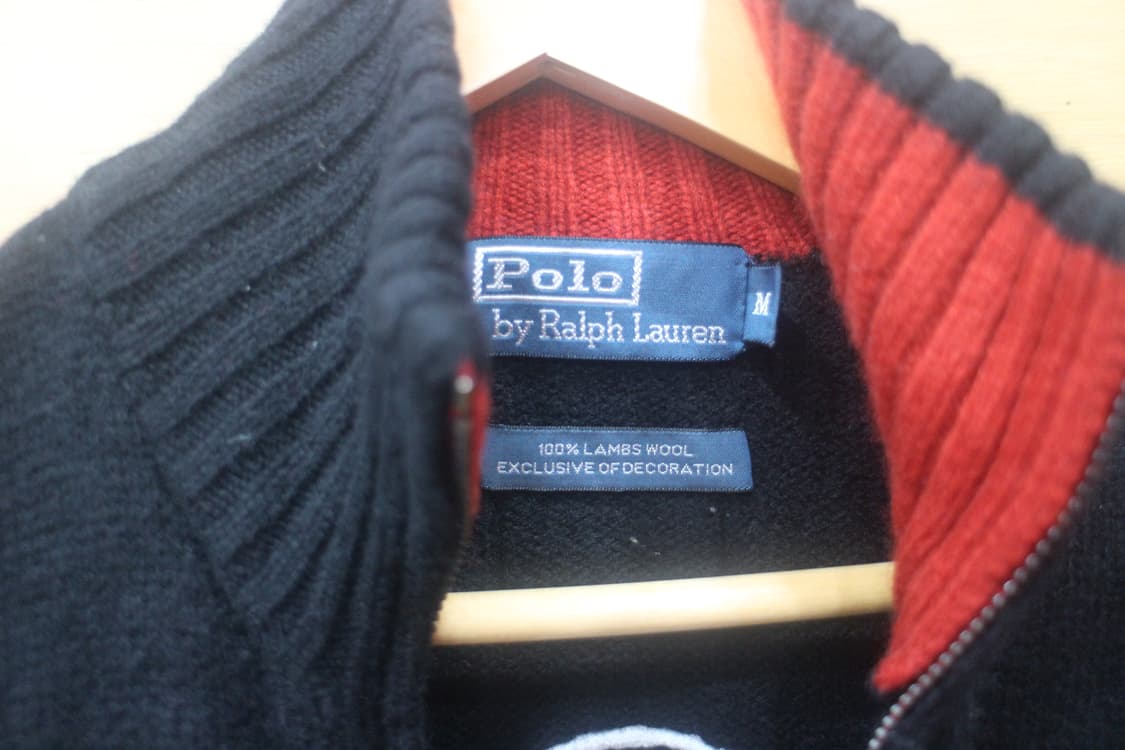 Polo
by Ralph Lauren
M
100% LAMBS WOOL
EXCLUSIVE OF DECORATION